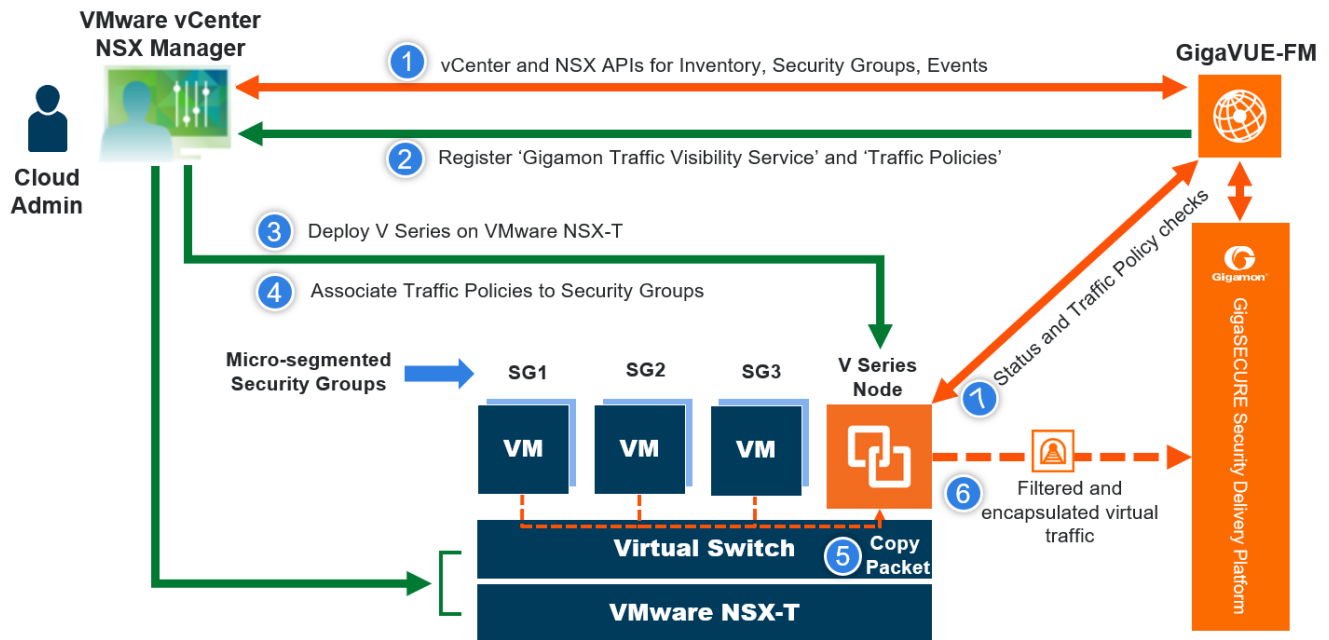 VMware vCenter
NSX Manager
GigaVUE-FM
1
vCenter and NSX APIs for Inventory, Security Groups, Events
2
Register ‘Gigamon Traffic Visibility Service’ and ‘Traffic Policies’
Cloud
Admin
3
Deploy V Series on VMware NSX-T
4
Associate Traffic Policies to Security Groups
7
Status and Traffic Policy checks
Gigamon®
GigaSECURE Security Delivery Platform
Micro-segmented
Security Groups
SG1
SG2
SG3
V Series
Node
VM
VM
VM
6
Filtered and
encapsulated virtual
traffic
Virtual Switch
5
Copy
Packet
VMware NSX-T